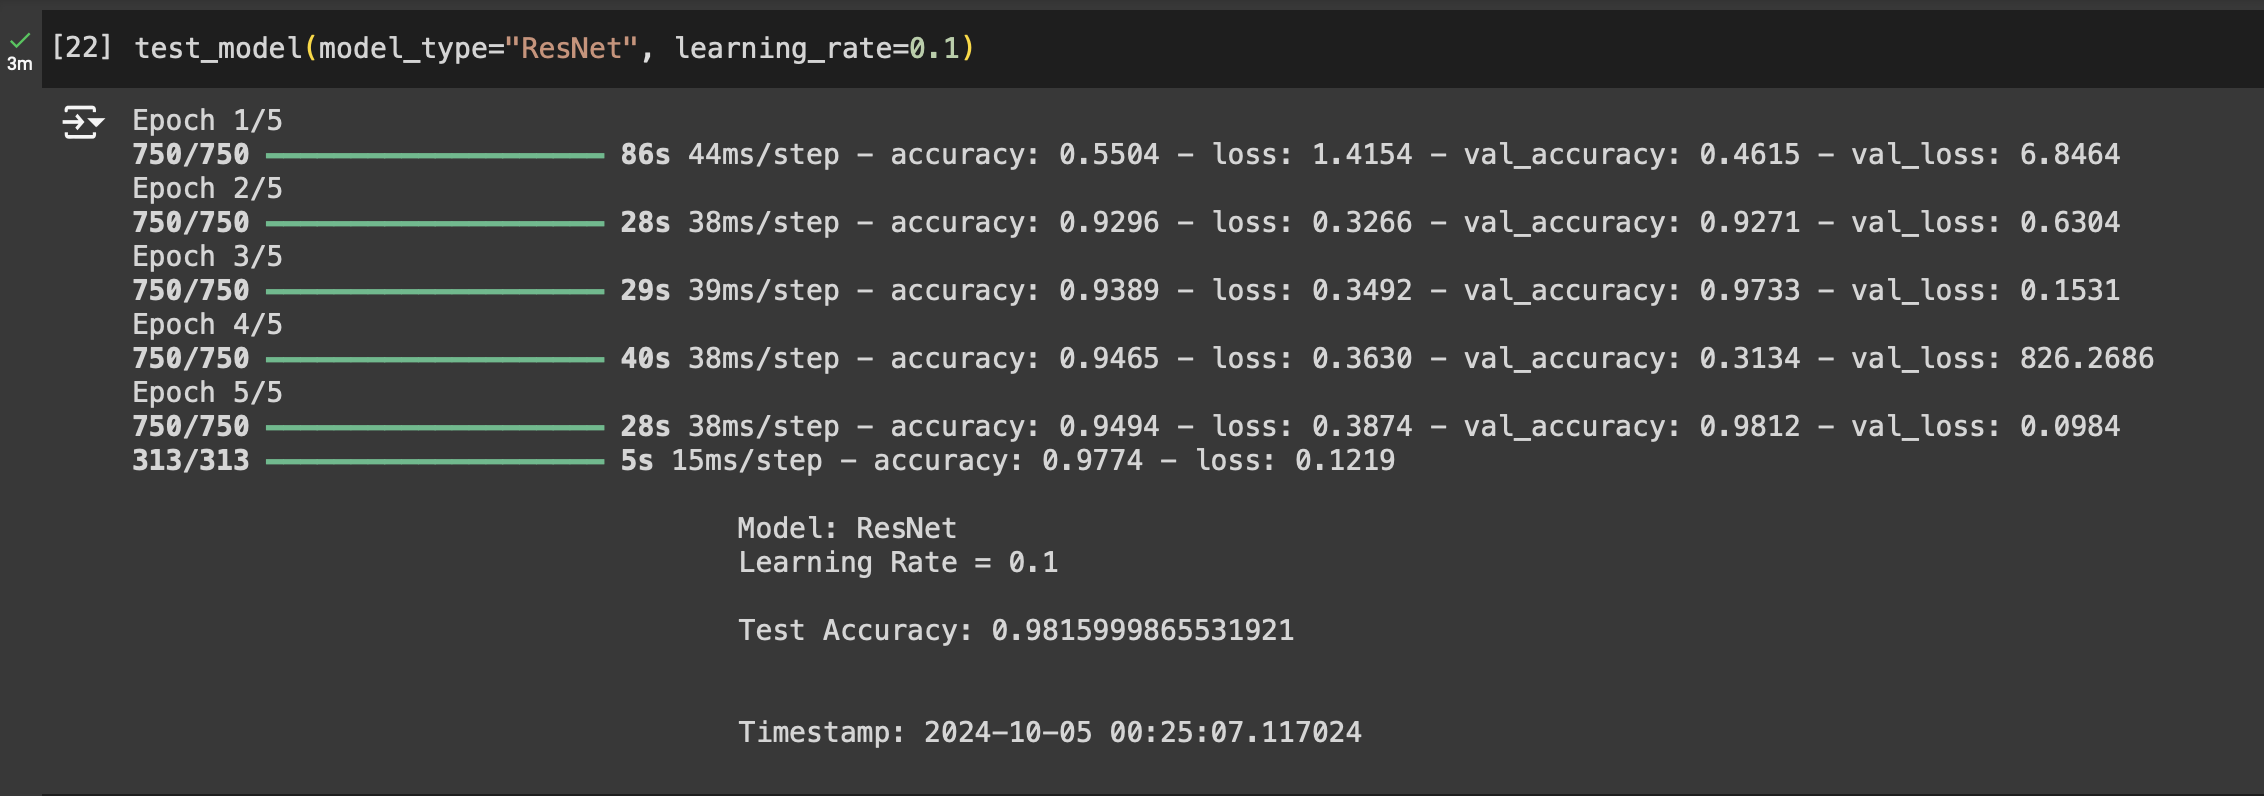 [22] test_model(model_type="ResNet", learning_rate=0.1)
3m
Epoch 1/5
750/750 ━━━━━━━━━━━━━━━━━━━━ 86s 44ms/step - accuracy: 0.5504 - loss: 1.4154 - val_accuracy: 0.4615 - val_loss: 6.8464
Epoch 2/5
750/750 ━━━━━━━━━━━━━━━━━━━━ 28s 38ms/step - accuracy: 0.9296 - loss: 0.3266 - val_accuracy: 0.9271 - val_loss: 0.6304
Epoch 3/5
750/750 ━━━━━━━━━━━━━━━━━━━━ 29s 39ms/step - accuracy: 0.9389 - loss: 0.3492 - val_accuracy: 0.9733 - val_loss: 0.1531
Epoch 4/5
750/750 ━━━━━━━━━━━━━━━━━━━━ 40s 38ms/step - accuracy: 0.9465 - loss: 0.3630 - val_accuracy: 0.3134 - val_loss: 826.2686
Epoch 5/5
750/750 ━━━━━━━━━━━━━━━━━━━━ 28s 38ms/step - accuracy: 0.9494 - loss: 0.3874 - val_accuracy: 0.9812 - val_loss: 0.0984
313/313 ━━━━━━━━━━━━━━━━━━━━ 5s 15ms/step - accuracy: 0.9774 - loss: 0.1219
Model: ResNet
Learning Rate = 0.1
Test Accuracy: 0.9815999865531921
Timestamp: 2024-10-05 00:25:07.117024